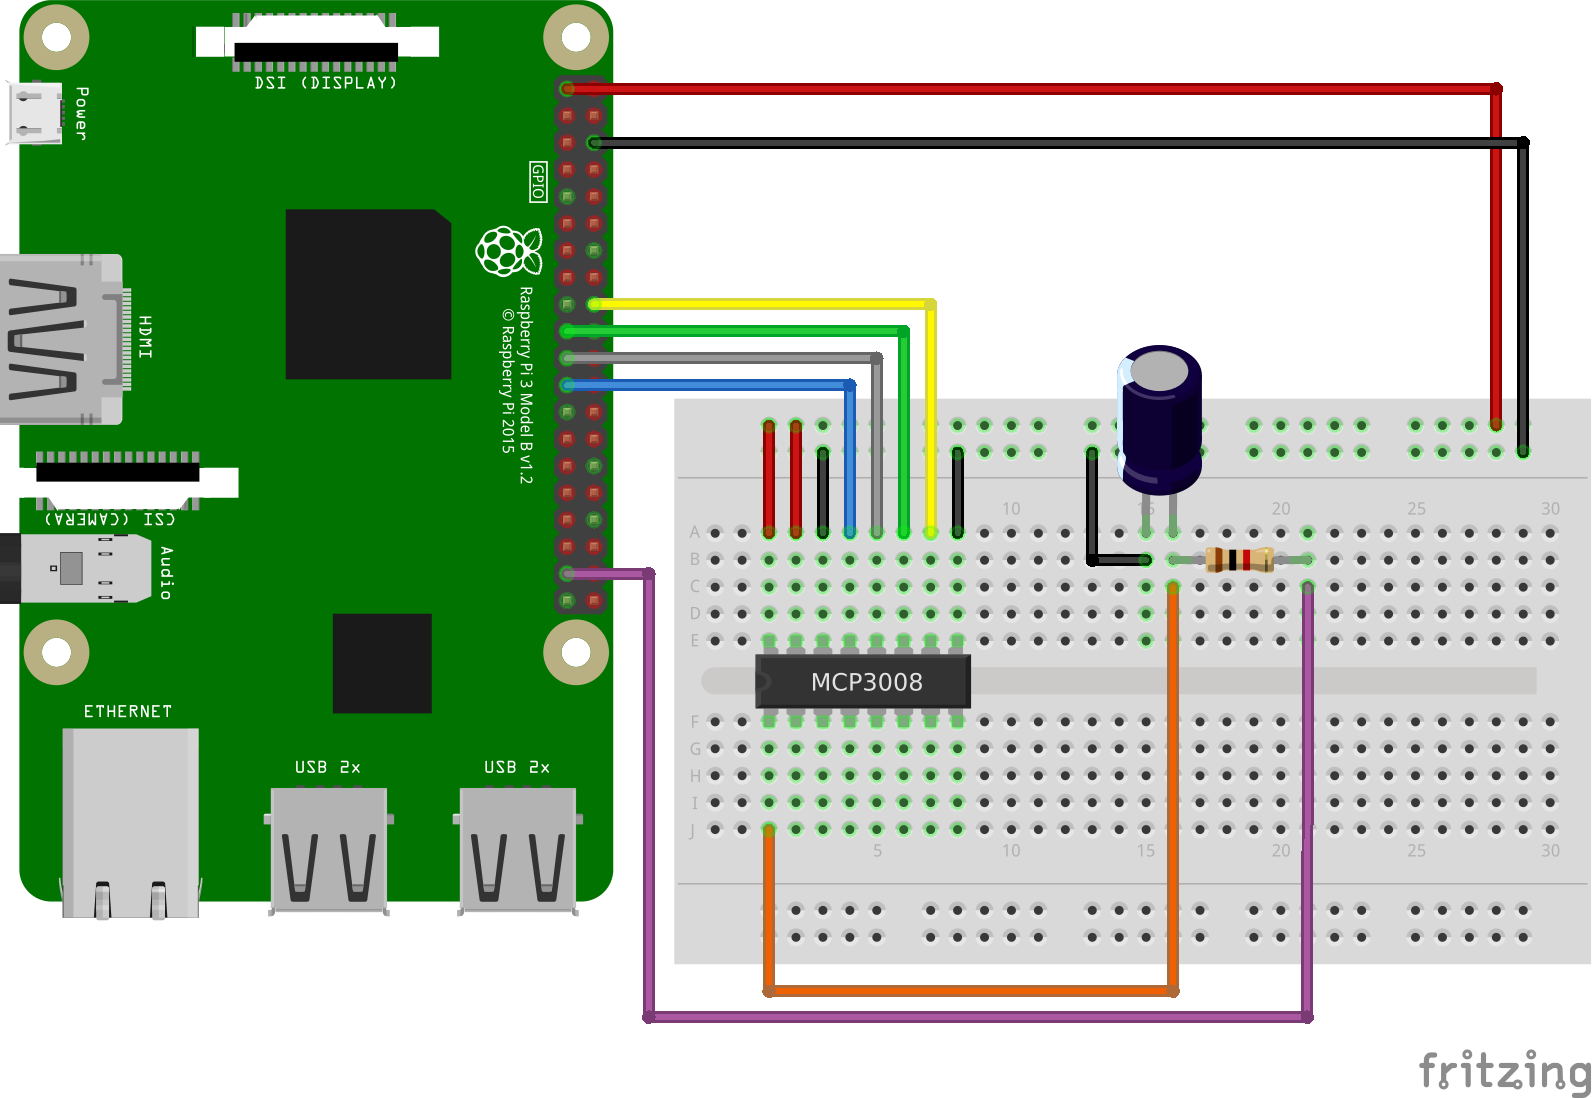 DSI (DISPLAY)
Power
GPIO
HDMI
Raspberry Pi 3 Model B v1.2
© Raspberry Pi 2015
CSI (CAMERA)
Audio
ETHERNET
USB 2x
USB 2x
10 15 20 25 30
A
B
C
D
E
MCP3008
F
G
H
I
J
5 10 15 20 25 30
fritzing